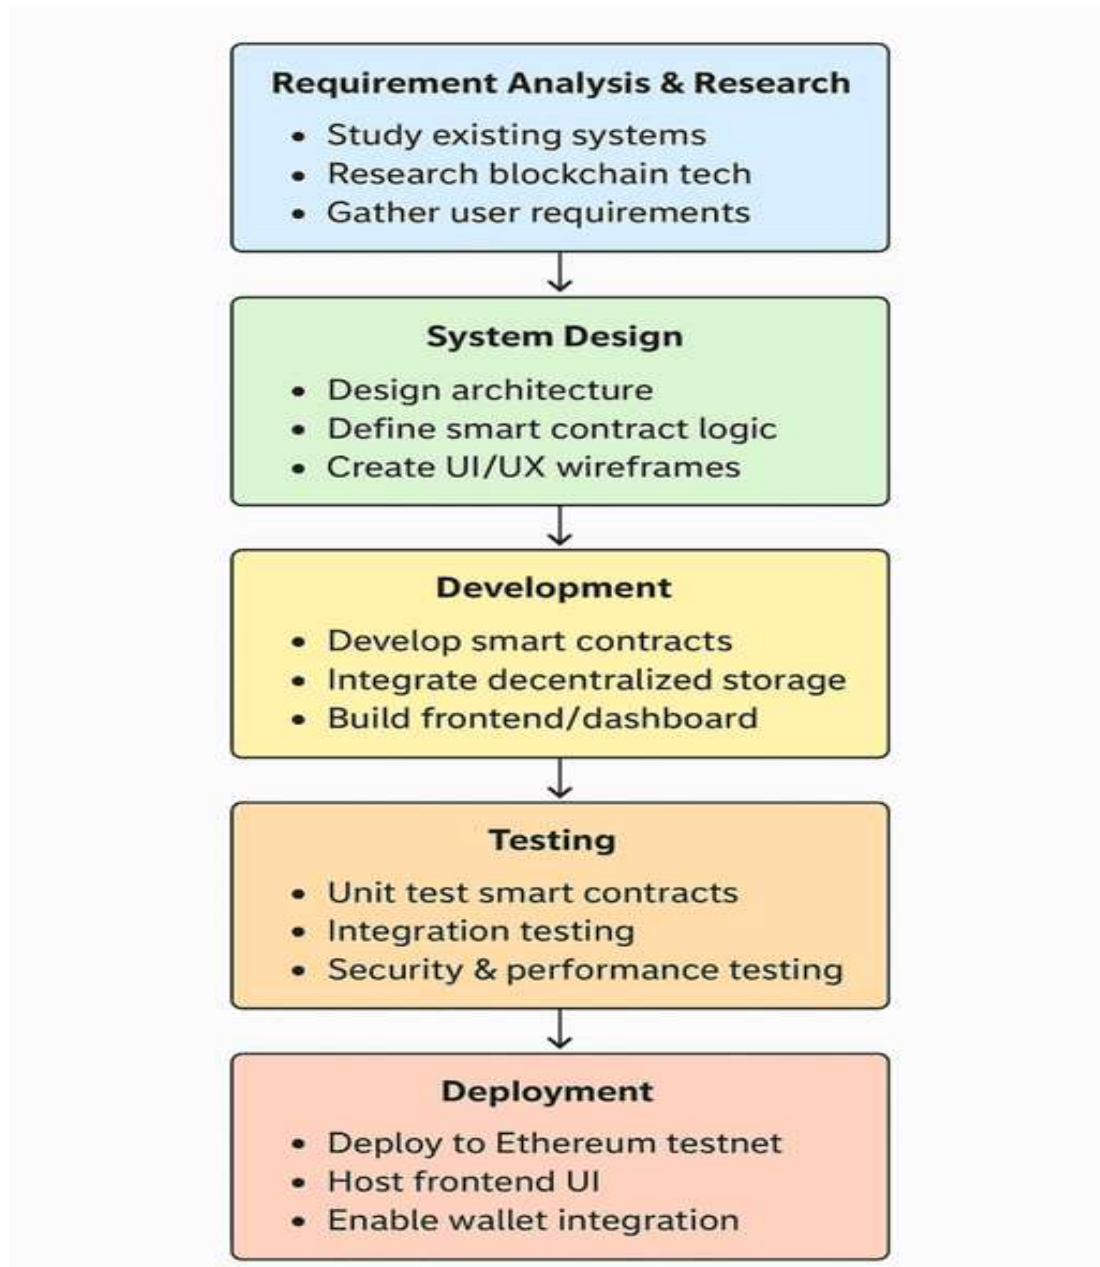 Requirement Analysis & Research
• Study existing systems
• Research blockchain tech
• Gather user requirements
System Design
• Design architecture
• Define smart contract logic
• Create UI/UX wireframes
Development
• Develop smart contracts
• Integrate decentralized storage
• Build frontend/dashboard
Testing
• Unit test smart contracts
• Integration testing
• Security & performance testing
Deployment
• Deploy to Ethereum testnet
• Host frontend UI
• Enable wallet integration